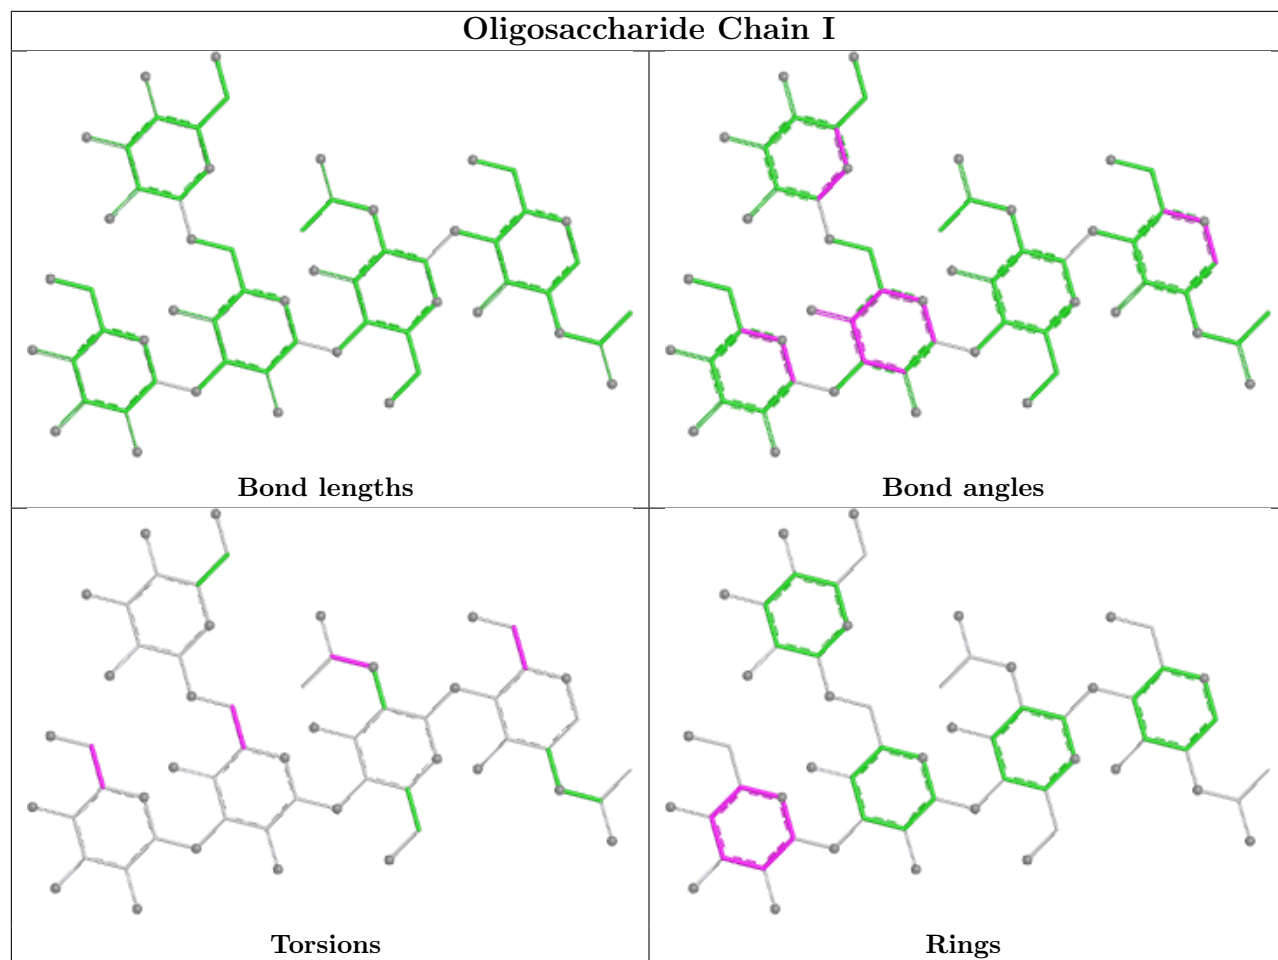 Oligosaccharide Chain I
Bond lengths
Bond angles
Torsions
Rings